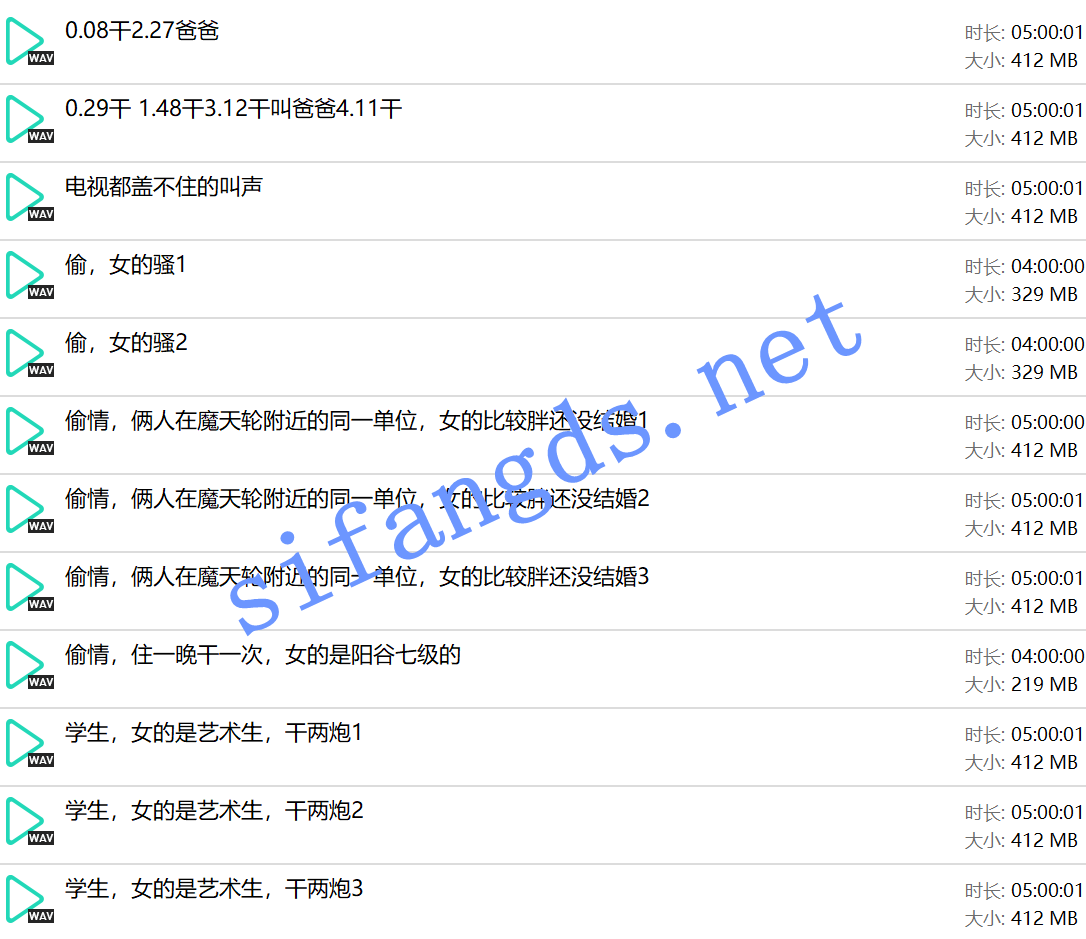 0.08干2.27爸爸
时长: 05:00:01
WAV
大小: 412 MB
0.29干 1.48干3.12干叫爸爸4.11干
时长: 05:00:01
WAV
大小: 412 MB
电视都盖不住的叫声
时长: 05:00:01
WAV
大小: 412 MB
偷，女的骚1
时长: 04:00:00
WAV
大小: 329 MB
偷，女的骚2
时长: 04:00:00
WAV
大小: 329 MB
偷情，俩人在魔天轮附近的同一单位，女的比较胖还没结婚1
时长: 05:00:00
WAV
大小: 412 MB
偷情，俩人在魔天轮附近的同一单位，女的比较胖还没结婚2
时长: 05:00:01
WAV
大小: 412 MB
偷情，俩人在魔天轮附近的同一单位，女的比较胖还没结婚3
时长: 05:00:01
WAV
大小: 412 MB
偷情，住一晚干一次，女的是阳谷七级的
时长: 04:00:00
WAV
大小: 219 MB
学生，女的是艺术生，干两炮1
时长: 05:00:01
WAV
大小: 412 MB
学生，女的是艺术生，干两炮2
时长: 05:00:01
WAV
大小: 412 MB
学生，女的是艺术生，干两炮3
时长: 05:00:01
WAV
大小: 412 MB
sifangds.net